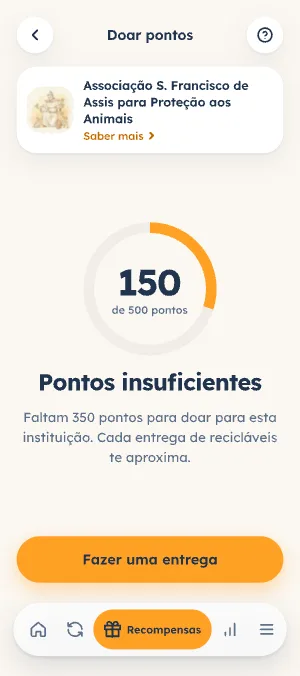 Doar pontos
Associação S. Francisco de
Assis para Proteção aos
Animais
Saber mais
150
de 500 pontos
Pontos insuficientes
Faltam 350 pontos para doar para esta
instituição. Cada entrega de recicláveis
te aproxima.
Fazer uma entrega
Recompensas